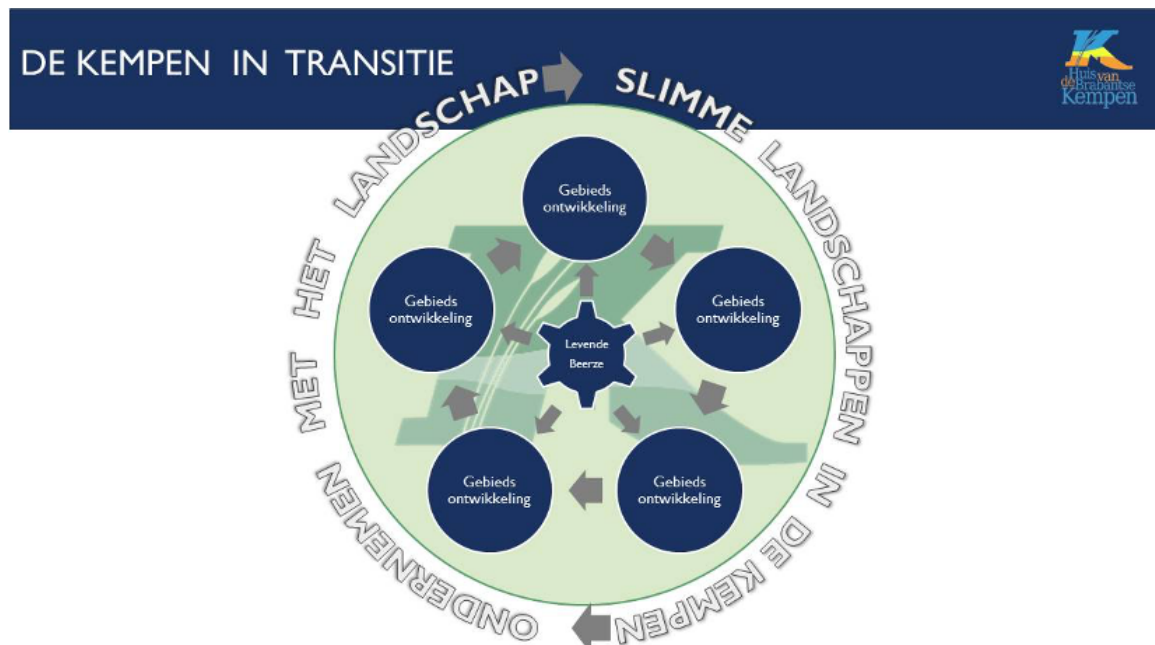 DE KEMPEN IN TRANSITIE
Huis van
de Brabantse
Kempen
SLIMME LANDSCHAPPEN IN DE KEMPEN
ONDERNEMEN MET HET LANDSCHAP
Gebieds
ontwikkeling
Gebieds
ontwikkeling
Gebieds
ontwikkeling
Levende
Beerze
Gebieds
ontwikkeling
Gebieds
ontwikkeling